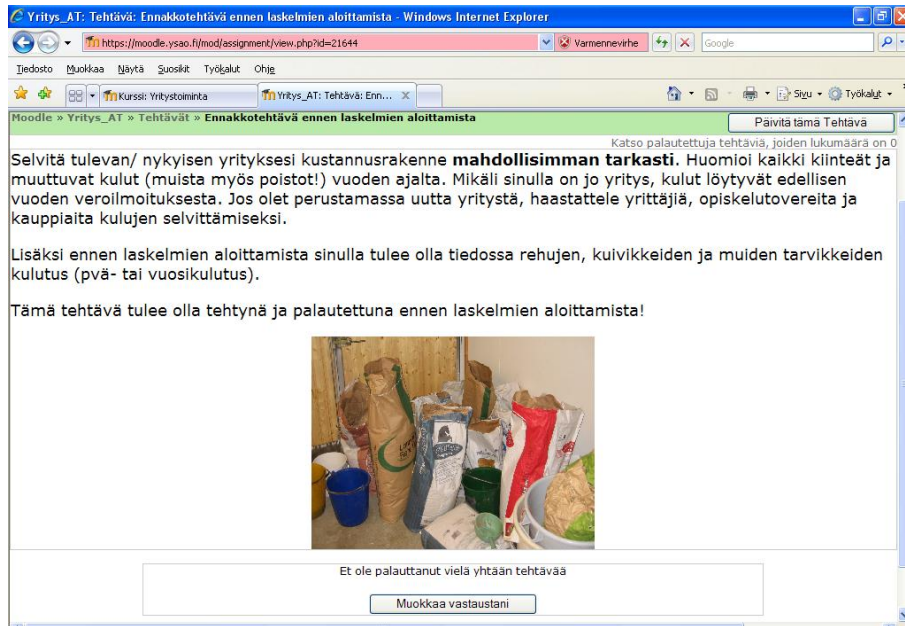 Yritys_AT: Tehtävä: Ennakkotehtävä ennen laskelmien aloittamista - Windows Internet Explorer
https://moodle.ysao.fi/mod/assignment/view.php?id=21644
Varmennevirhe
Google
Tiedosto Muokkaa Näytä Suosikit Työkalut Ohje
Kurssi: Yritystoiminta
Yritys_AT: Tehtävä: Enn...
Sivu
Työkalut
Moodle » Yritys_AT » Tehtävät » Ennakkotehtävä ennen laskelmien aloittamista
Päivitä tämä Tehtävä
Katso palautettuja tehtäviä, joiden lukumäärä on 0
Selvitä tulevan/ nykyisen yrityksesi kustannusrakenne mahdollisimman tarkasti. Huomioi kaikki kiinteät ja
muuttuvat kulut (muista myös poistot!) vuoden ajalta. Mikäli sinulla on jo yritys, kulut löytyvät edellisen
vuoden veroilmoituksesta. Jos olet perustamassa uutta yritystä, haastattele yrittäjiä, opiskelutovereita ja
kauppiaita kulujen selvittämiseksi.
Lisäksi ennen laskelmien aloittamista sinulla tulee olla tiedossa rehujen, kuivikkeiden ja muiden tarvikkeiden
kulutus (pvä- tai vuosikulutus).
Tämä tehtävä tulee olla tehtynä ja palautettuna ennen laskelmien aloittamista!
Et ole palauttanut vielä yhtään tehtävää
Muokkaa vastaustani